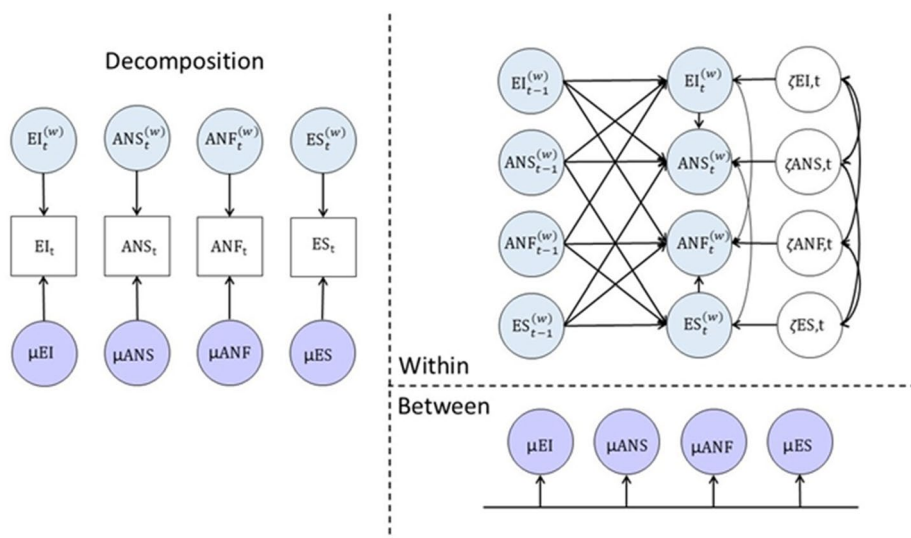 Decomposition
EI_t^(w) ANS_t^(w) ANF_t^(w) ES_t^(w)
EI_t ANS_t ANF_t ES_t
μEI μANS μANF μES
EI_{t-1}^(w) EI_t^(w) ζEI,t
ANS_{t-1}^(w) ANS_t^(w) ζANS,t
ANF_{t-1}^(w) ANF_t^(w) ζANF,t
ES_{t-1}^(w) ES_t^(w) ζES,t
Within
Between
μEI μANS μANF μES